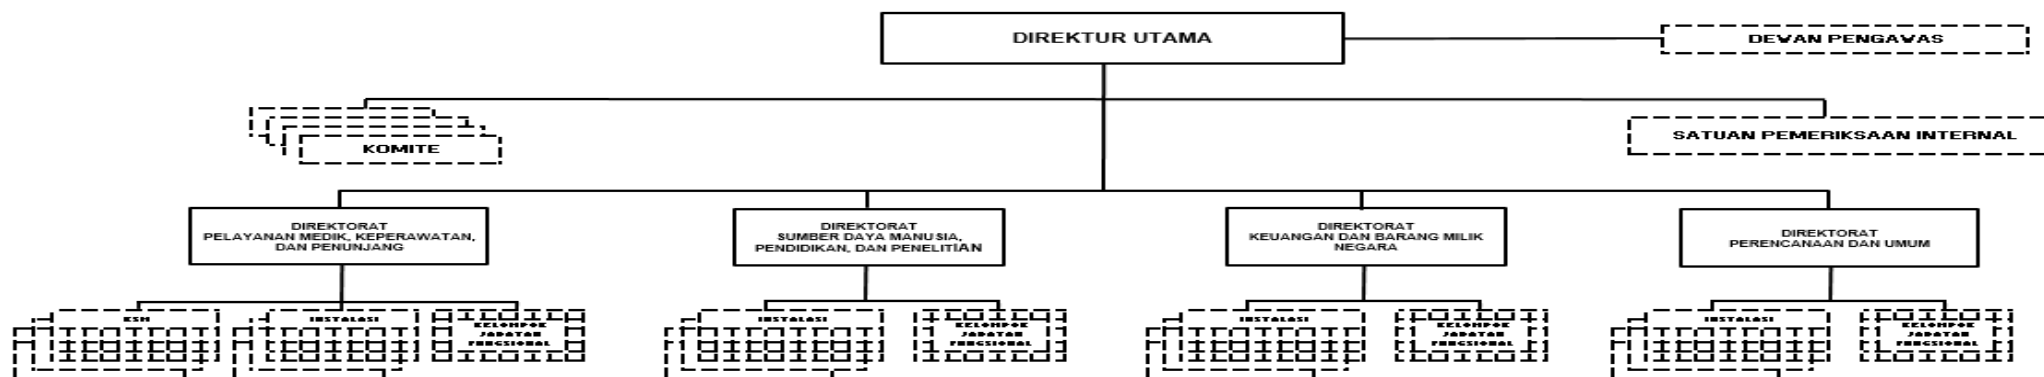 DIREKTUR UTAMA
DEWAN PENGAWAS
KOMITE
SATUAN PEMERIKSAAN INTERNAL
DIREKTORAT
PELAYANAN MEDIK, KEPERAWATAN,
DAN PENUNJANG
DIREKTORAT
SUMBER DAYA MANUSIA,
PENDIDIKAN, DAN PENELITIAN
DIREKTORAT
KEUANGAN DAN BARANG MILIK
NEGARA
DIREKTORAT
PERENCANAAN DAN UMUM
KSM
INSTALASI
KELOMPOK
JABATAN
FUNGSIONAL
INSTALASI
KELOMPOK
JABATAN
FUNGSIONAL
INSTALASI
KELOMPOK
JABATAN
FUNGSIONAL
INSTALASI
KELOMPOK
JABATAN
FUNGSIONAL